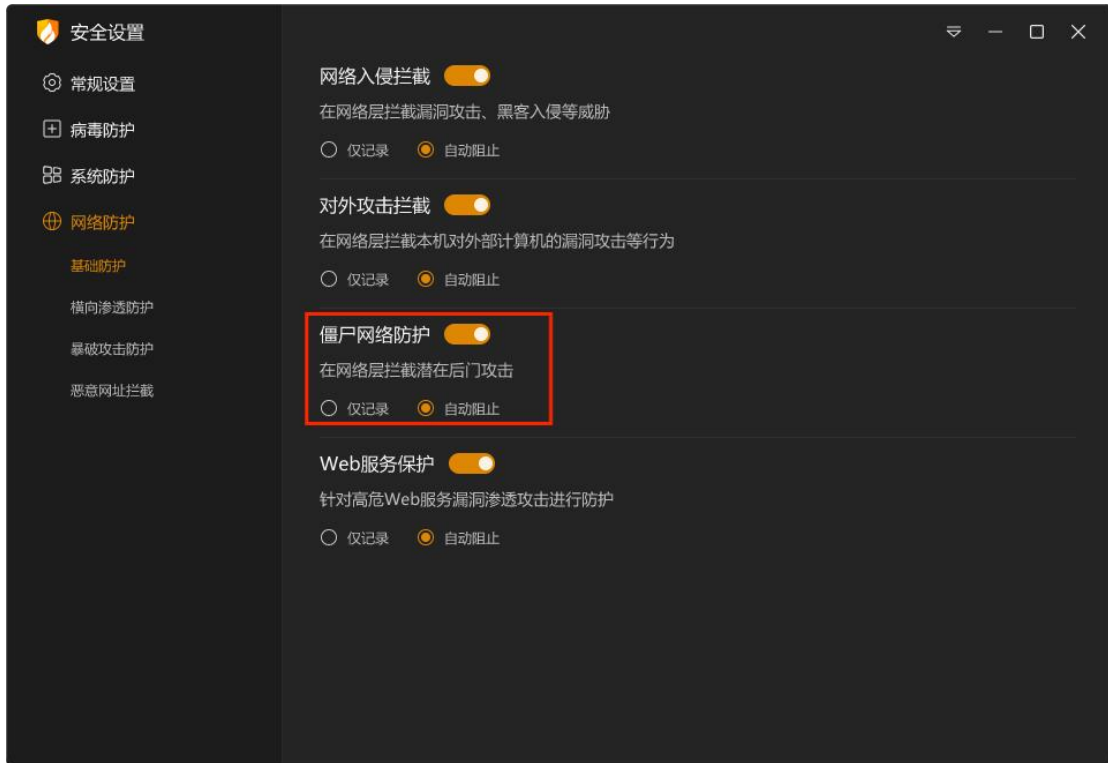 安全设置
常规设置
病毒防护
系统防护
网络防护
基础防护
横向渗透防护
暴破攻击防护
恶意网址拦截
网络入侵拦截
在网络层拦截漏洞攻击、黑客入侵等威胁
仅记录 自动阻止
对外攻击拦截
在网络层拦截本机对外部计算机的漏洞攻击等行为
仅记录 自动阻止
僵尸网络防护
在网络层拦截潜在后门攻击
仅记录 自动阻止
Web服务保护
针对高危Web服务漏洞渗透攻击进行防护
仅记录 自动阻止